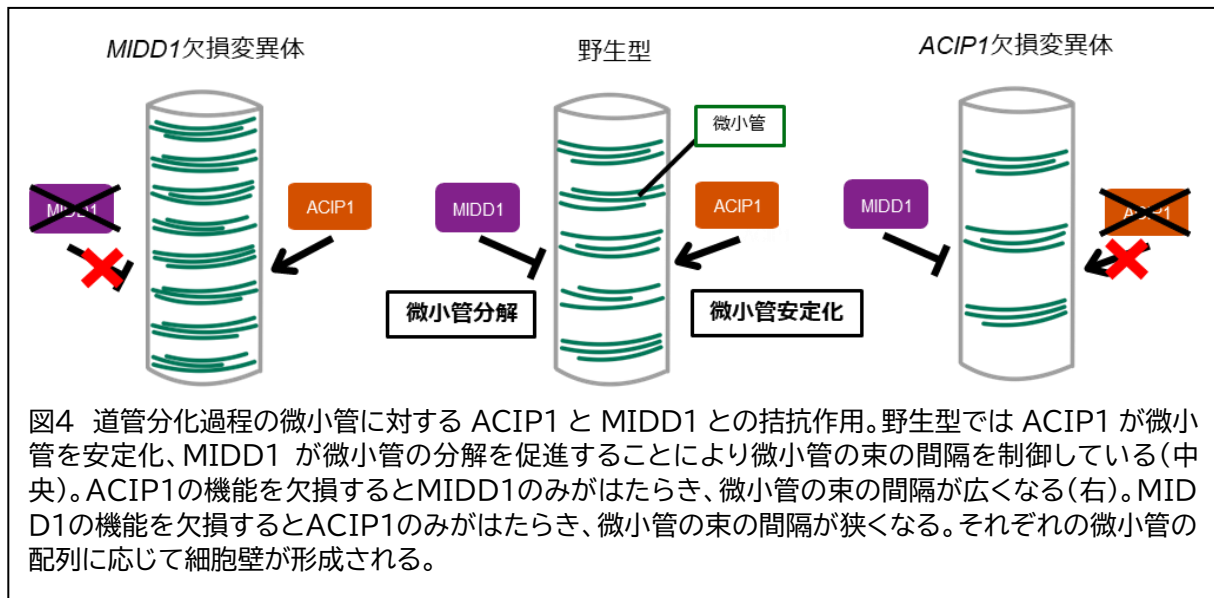 MIDD1欠損変異体
野生型
ACIP1欠損変異体
微小管
MIDD1
ACIP1
MIDD1
ACIP1
MIDD1
ACIP1
微小管分解
微小管安定化
図4 道管分化過程の微小管に対する ACIP1 と MIDD1 との拮抗作用。野生型では ACIP1 が微小
管を安定化、MIDD1 が微小管の分解を促進することにより微小管の束の間隔を制御している(中
央)。ACIP1の機能を欠損するとMIDD1のみがはたらき、微小管の束の間隔が広くなる(右)。MID
D1の機能を欠損するとACIP1のみがはたらき、微小管の束の間隔が狭くなる。それぞれの微小管の
配列に応じて細胞壁が形成される。